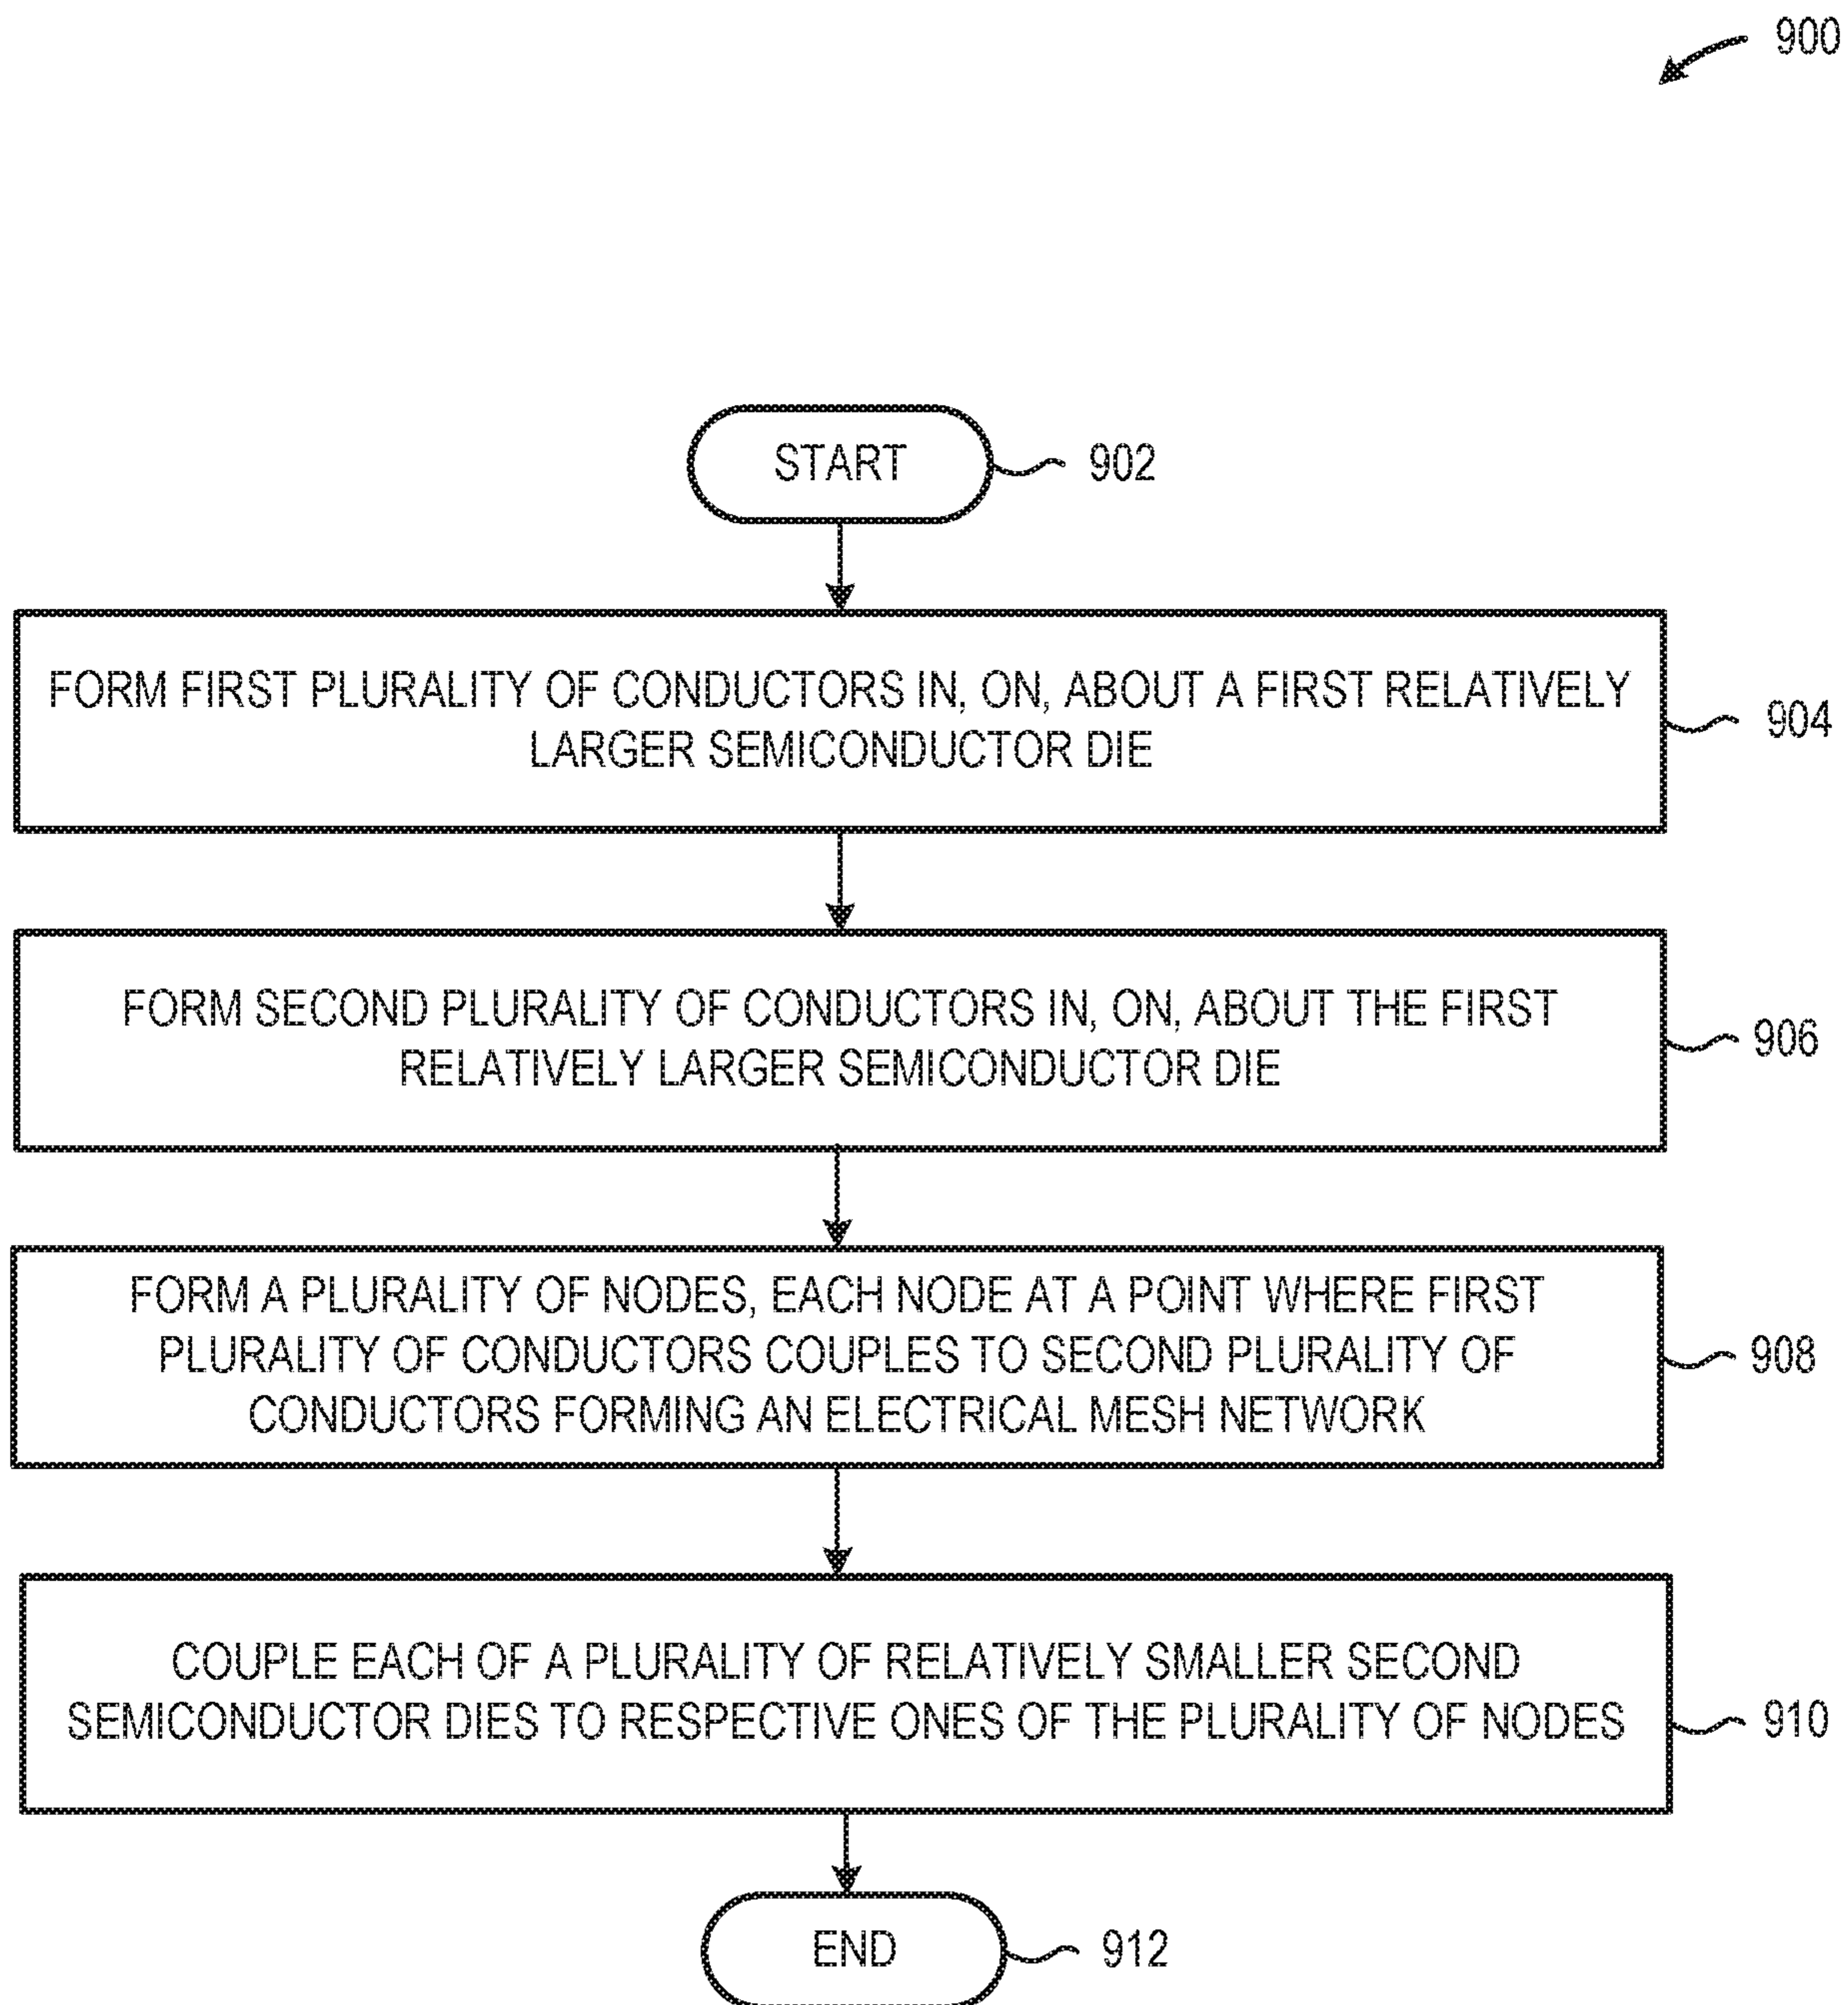 900
START
902
FORM FIRST PLURALITY OF CONDUCTORS IN, ON, ABOUT A FIRST RELATIVELY
LARGER SEMICONDUCTOR DIE
904
FORM SECOND PLURALITY OF CONDUCTORS IN, ON, ABOUT THE FIRST
RELATIVELY LARGER SEMICONDUCTOR DIE
906
FORM A PLURALITY OF NODES, EACH NODE AT A POINT WHERE FIRST
PLURALITY OF CONDUCTORS COUPLES TO SECOND PLURALITY OF
CONDUCTORS FORMING AN ELECTRICAL MESH NETWORK
908
COUPLE EACH OF A PLURALITY OF RELATIVELY SMALLER SECOND
SEMICONDUCTOR DIES TO RESPECTIVE ONES OF THE PLURALITY OF NODES
910
END
912